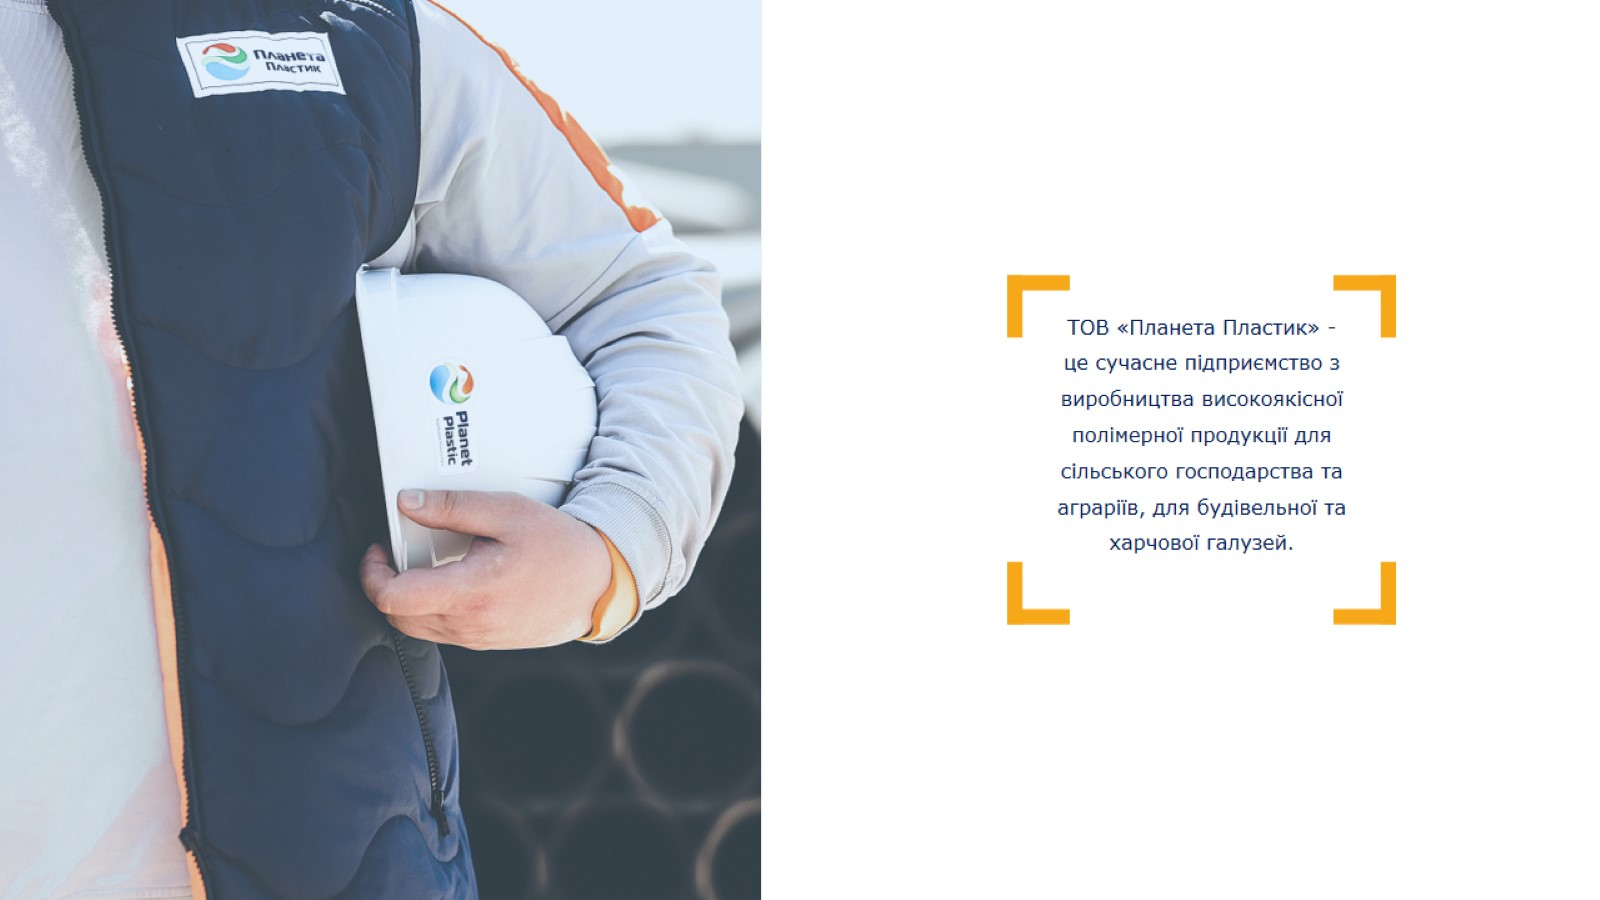 Планета
Пластик
Planet
Plastic
ТОВ «Планета Пластик» -
це сучасне підприємство з
виробництва високоякісної
полімерної продукції для
сільського господарства та
аграріїв, для будівельної та
харчової галузей.